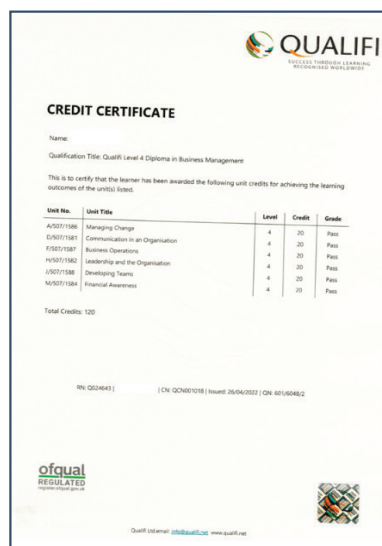 QUALIFI
SUCCESS THROUGH LEARNING
RECOGNISED WORLDWIDE
CREDIT CERTIFICATE
Name:
Qualification Title: Qualifi Level 4 Diploma in Business Management
This is to certify that the learner has been awarded the following unit credits for achieving the learning
outcomes of the unit(s) listed.
Unit No. Unit Title Level Credit Grade
A/507/1586 Managing Change 4 20 Pass
D/507/1581 Communication in an Organisation 4 20 Pass
F/507/1587 Business Operations 4 20 Pass
H/507/1582 Leadership and the Organisation 4 20 Pass
J/507/1588 Developing Teams 4 20 Pass
M/507/1584 Financial Awareness 4 20 Pass
Total Credits: 120
RN: Q024643 | | CN: QCN001018 | Issued: 26/04/2022 | QN: 601/6048/2
ofqual
REGULATED
register.ofqual.gov.uk
Qualifi Ltd email: info@qualifi.net www.qualifi.net